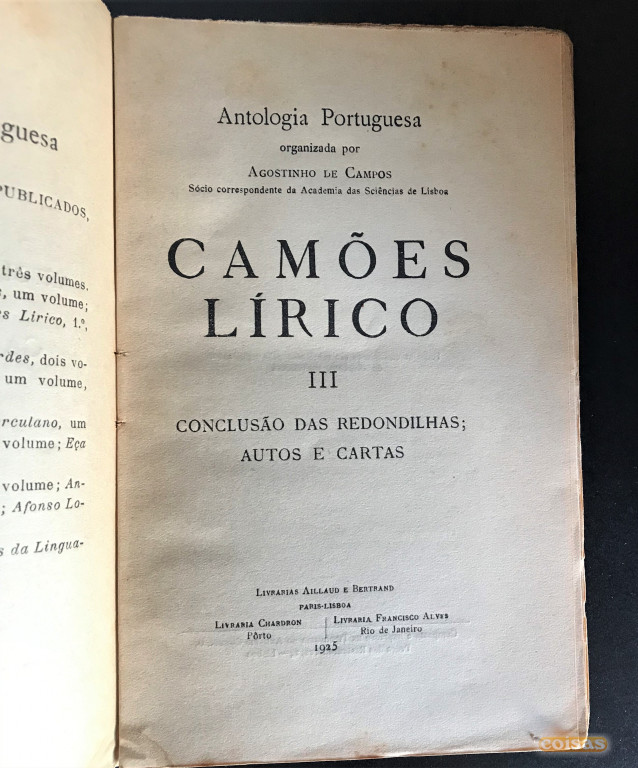 guesa
PUBLICADOS,
três volumes.
um volume;
s Lírico, 1.º,
rdes, dois vo-
um volume,
rculano, um
volume; Eça
volume; An-
; Afonso Lo-
s da Lingua-
Antologia Portuguesa
organizada por
AGOSTINHO DE CAMPOS
Sócio correspondente da Academia das Sciências de Lisboa
CAMÕES
LÍRICO
III
CONCLUSÃO DAS REDONDILHAS;
AUTOS E CARTAS
LIVRARIAS AILLAUD E BERTRAND
PARIS-LISBOA
LIVRARIA CHARDRON
Pôrto
LIVRARIA FRANCISCO ALVES
Rio de Janeiro
1925
coisas